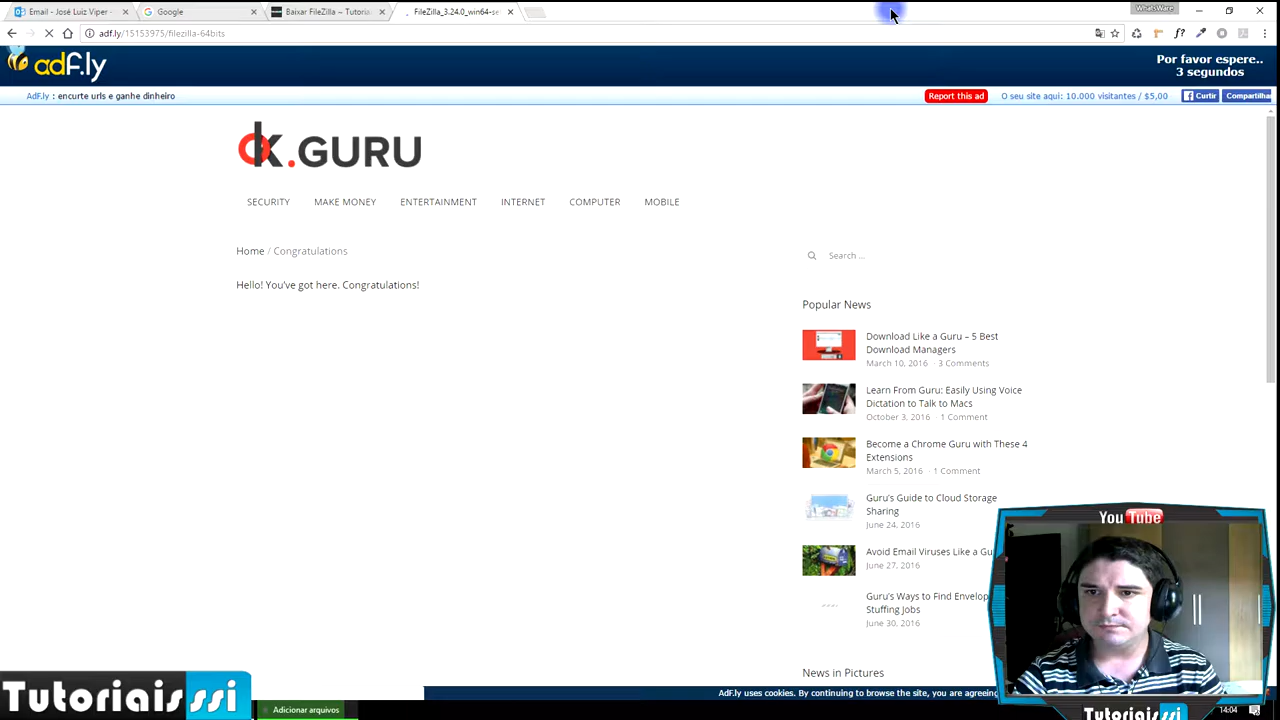 Email - José Luiz Viper -
Google
Baixar FileZilla – Tutoria
FileZilla_3.24.0_win64-se
WhatsWare
adf.ly/15153975/filezilla-64bits
adf.ly
Por favor espere..
3 segundos
AdF.ly : encurte urls e ganhe dinheiro
Report this ad
O seu site aqui: 10.000 visitantes / $5,00
Curtir
Compartilhar
OK.GURU
SECURITY
MAKE MONEY
ENTERTAINMENT
INTERNET
COMPUTER
MOBILE
Home / Congratulations
Search ...
Hello! You've got here. Congratulations!
Popular News
Download Like a Guru – 5 Best
Download Managers
March 10, 2016 · 3 Comments
Learn From Guru: Easily Using Voice
Dictation to Talk to Macs
October 3, 2016 · 1 Comment
Become a Chrome Guru with These 4
Extensions
March 5, 2016 · 1 Comment
Guru's Guide to Cloud Storage
Sharing
June 24, 2016
Avoid Email Viruses Like a Gu
June 27, 2016
Guru's Ways to Find Envelop
Stuffing Jobs
June 30, 2016
News in Pictures
You Tube
AdF.ly uses cookies. By continuing to browse the site, you are agreeing
Tutoriaisssi
Adicionar arquivos
Tutoriaisssi
14:04